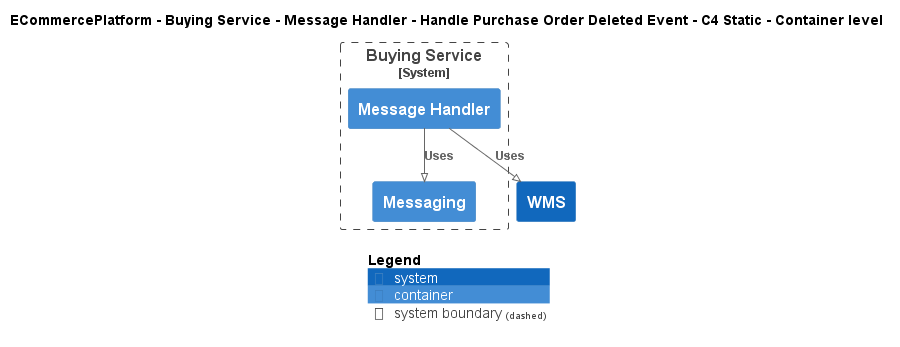 ECommercePlatform - Buying Service - Message Handler - Handle Purchase Order Deleted Event - C4 Static - Container level
Buying Service
[System]
Message Handler
Uses
Uses
Messaging
WMS
Legend
system
container
system boundary (dashed)